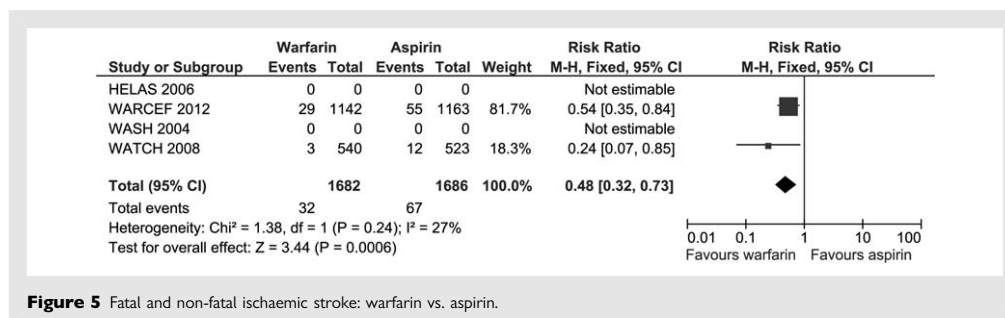 Warfarin Aspirin Risk Ratio Risk Ratio
Study or Subgroup Events Total Events Total Weight M-H, Fixed, 95% CI M-H, Fixed, 95% CI
HELAS 2006 0 0 0 0 Not estimable
WARCEF 2012 29 1142 55 1163 81.7% 0.54 [0.35, 0.84]
WASH 2004 0 0 0 0 Not estimable
WATCH 2008 3 540 12 523 18.3% 0.24 [0.07, 0.85]
Total (95% CI) 1682 1686 100.0% 0.48 [0.32, 0.73]
Total events 32 67
Heterogeneity: Chi² = 1.38, df = 1 (P = 0.24); I² = 27%
Test for overall effect: Z = 3.44 (P = 0.0006)
0.01 0.1 1 10 100
Favours warfarin Favours aspirin
Figure 5 Fatal and non-fatal ischaemic stroke: warfarin vs. aspirin.